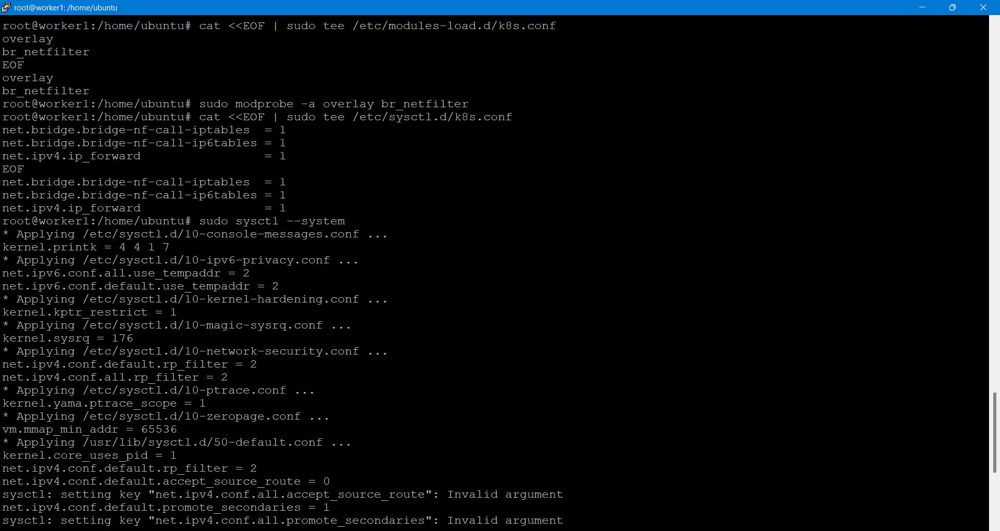 root@worker1: /home/ubuntu
root@worker1:/home/ubuntu# cat <<EOF | sudo tee /etc/modules-load.d/k8s.conf
overlay
br_netfilter
EOF
overlay
br_netfilter
root@worker1:/home/ubuntu# sudo modprobe -a overlay br_netfilter
root@worker1:/home/ubuntu# cat <<EOF | sudo tee /etc/sysctl.d/k8s.conf
net.bridge.bridge-nf-call-iptables  = 1
net.bridge.bridge-nf-call-ip6tables = 1
net.ipv4.ip_forward                 = 1
EOF
net.bridge.bridge-nf-call-iptables  = 1
net.bridge.bridge-nf-call-ip6tables = 1
net.ipv4.ip_forward                 = 1
root@worker1:/home/ubuntu# sudo sysctl --system
* Applying /etc/sysctl.d/10-console-messages.conf ...
kernel.printk = 4 4 1 7
* Applying /etc/sysctl.d/10-ipv6-privacy.conf ...
net.ipv6.conf.all.use_tempaddr = 2
net.ipv6.conf.default.use_tempaddr = 2
* Applying /etc/sysctl.d/10-kernel-hardening.conf ...
kernel.kptr_restrict = 1
* Applying /etc/sysctl.d/10-magic-sysrq.conf ...
kernel.sysrq = 176
* Applying /etc/sysctl.d/10-network-security.conf ...
net.ipv4.conf.default.rp_filter = 2
net.ipv4.conf.all.rp_filter = 2
* Applying /etc/sysctl.d/10-ptrace.conf ...
kernel.yama.ptrace_scope = 1
* Applying /etc/sysctl.d/10-zeropage.conf ...
vm.mmap_min_addr = 65536
* Applying /usr/lib/sysctl.d/50-default.conf ...
kernel.core_uses_pid = 1
net.ipv4.conf.default.rp_filter = 2
net.ipv4.conf.default.accept_source_route = 0
sysctl: setting key "net.ipv4.conf.all.accept_source_route": Invalid argument
net.ipv4.conf.default.promote_secondaries = 1
sysctl: setting key "net.ipv4.conf.all.promote_secondaries": Invalid argument